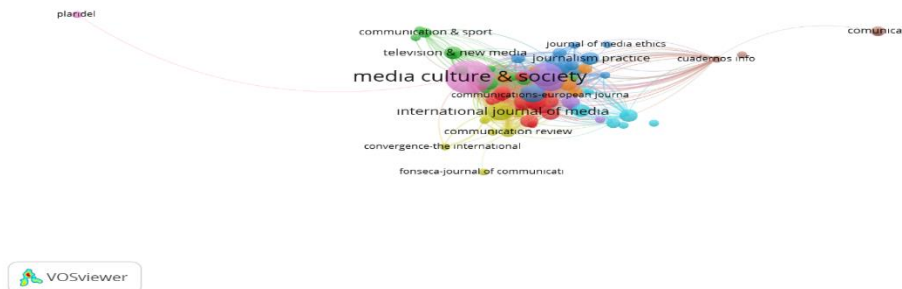 plaridel
comunica
communication & sport
journal of media ethics
television & new media
journalism practice
cuadernos info
media culture & society
communications-european journa
international journal of media
communication review
convergence-the international
fonseca-journal of communicati
VOSviewer